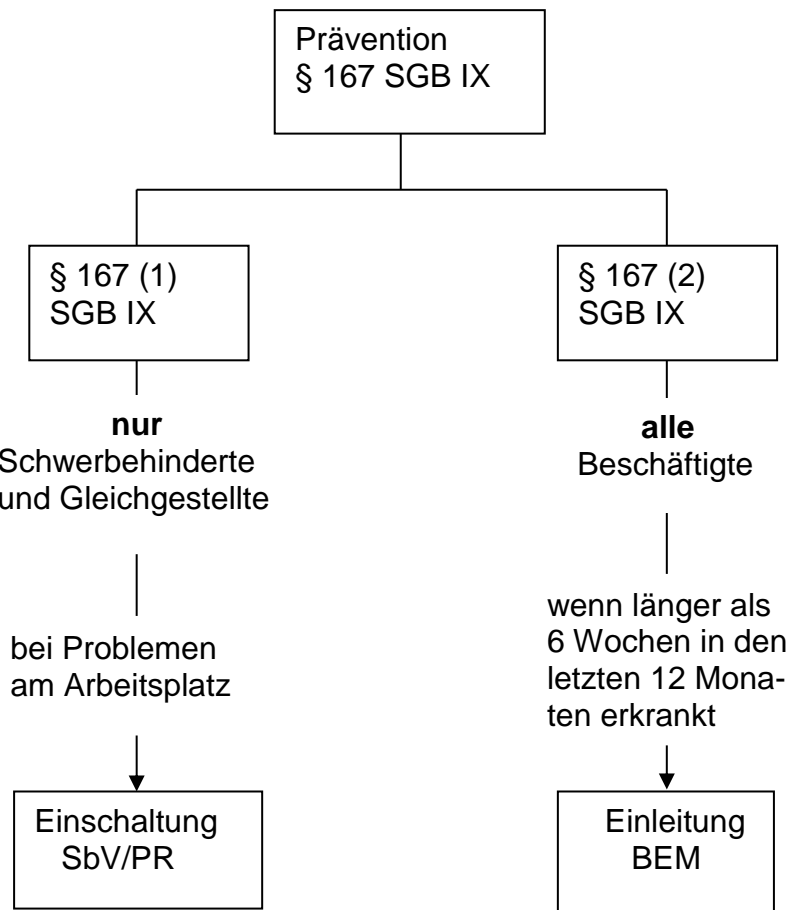 Prävention
§ 167 SGB IX
§ 167 (1)
SGB IX
nur
Schwerbehinderte
und Gleichgestellte
bei Problemen
am Arbeitsplatz
Einschaltung
SbV/PR
§ 167 (2)
SGB IX
alle
Beschäftigte
wenn länger als
6 Wochen in den
letzten 12 Mona-
ten erkrankt
Einleitung
BEM